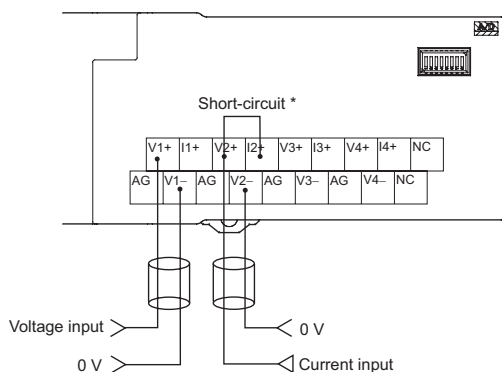 A/D
Short-circuit *
V1+ I1+ V2+ I2+ V3+ I3+ V4+ I4+ NC
AG V1− AG V2− AG V3− AG V4− NC
Voltage input
0 V
0 V
Current input